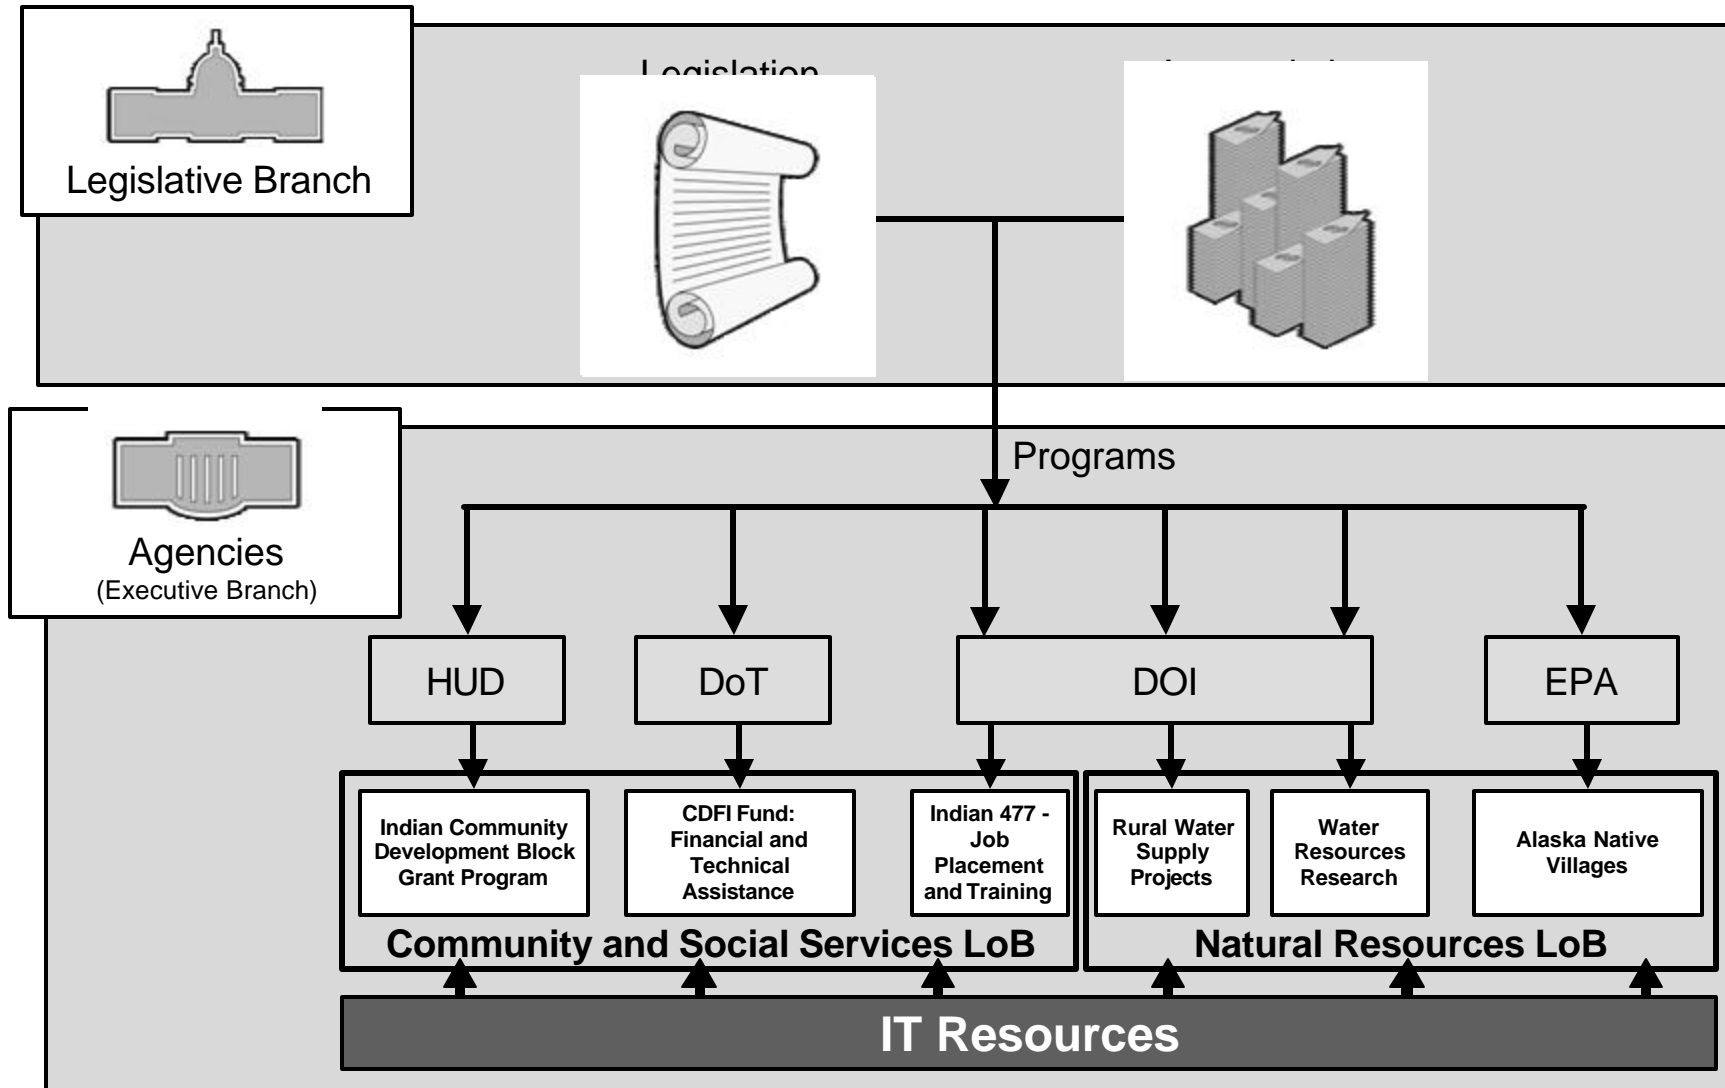 Legislation
Legislative Branch
Programs
Agencies
(Executive Branch)
HUD
DoT
DOI
EPA
Indian Community
Development Block
Grant Program
CDFI Fund:
Financial and
Technical
Assistance
Indian 477 -
Job
Placement
and Training
Rural Water
Supply
Projects
Water
Resources
Research
Alaska Native
Villages
Community and Social Services LoB
Natural Resources LoB
IT Resources